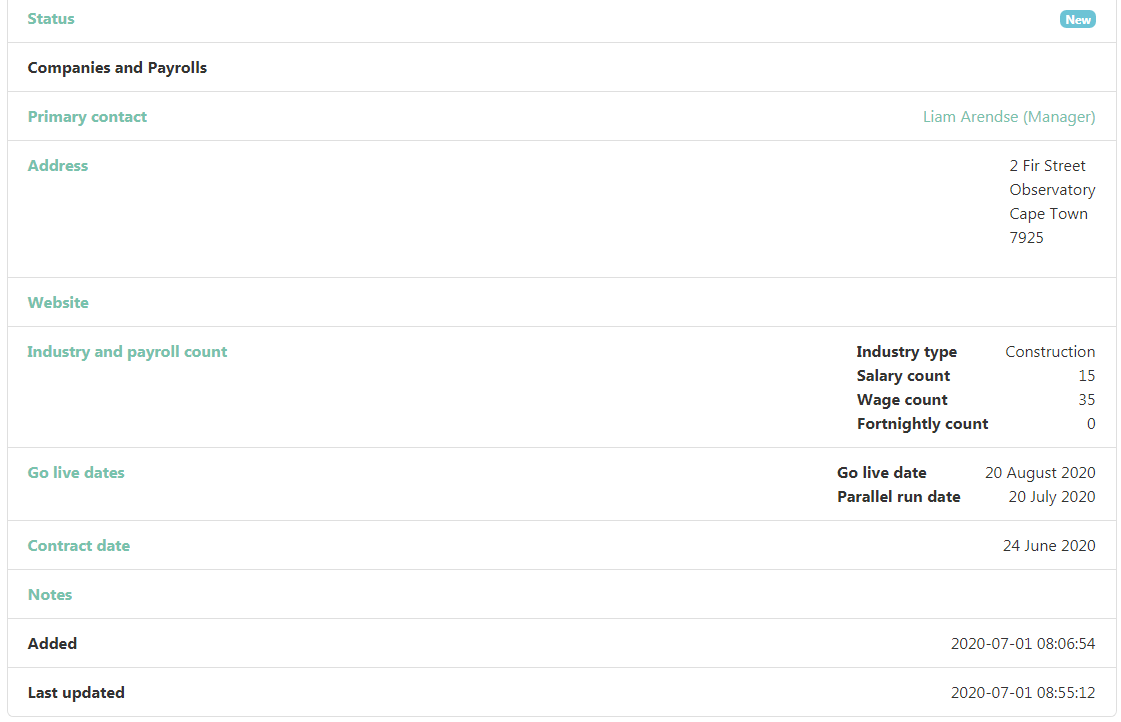 Status New
Companies and Payrolls
Primary contact Liam Arendse (Manager)
Address 2 Fir Street
Observatory
Cape Town
7925
Website
Industry and payroll count Industry type Construction
Salary count 15
Wage count 35
Fortnightly count 0
Go live dates Go live date 20 August 2020
Parallel run date 20 July 2020
Contract date 24 June 2020
Notes
Added 2020-07-01 08:06:54
Last updated 2020-07-01 08:55:12